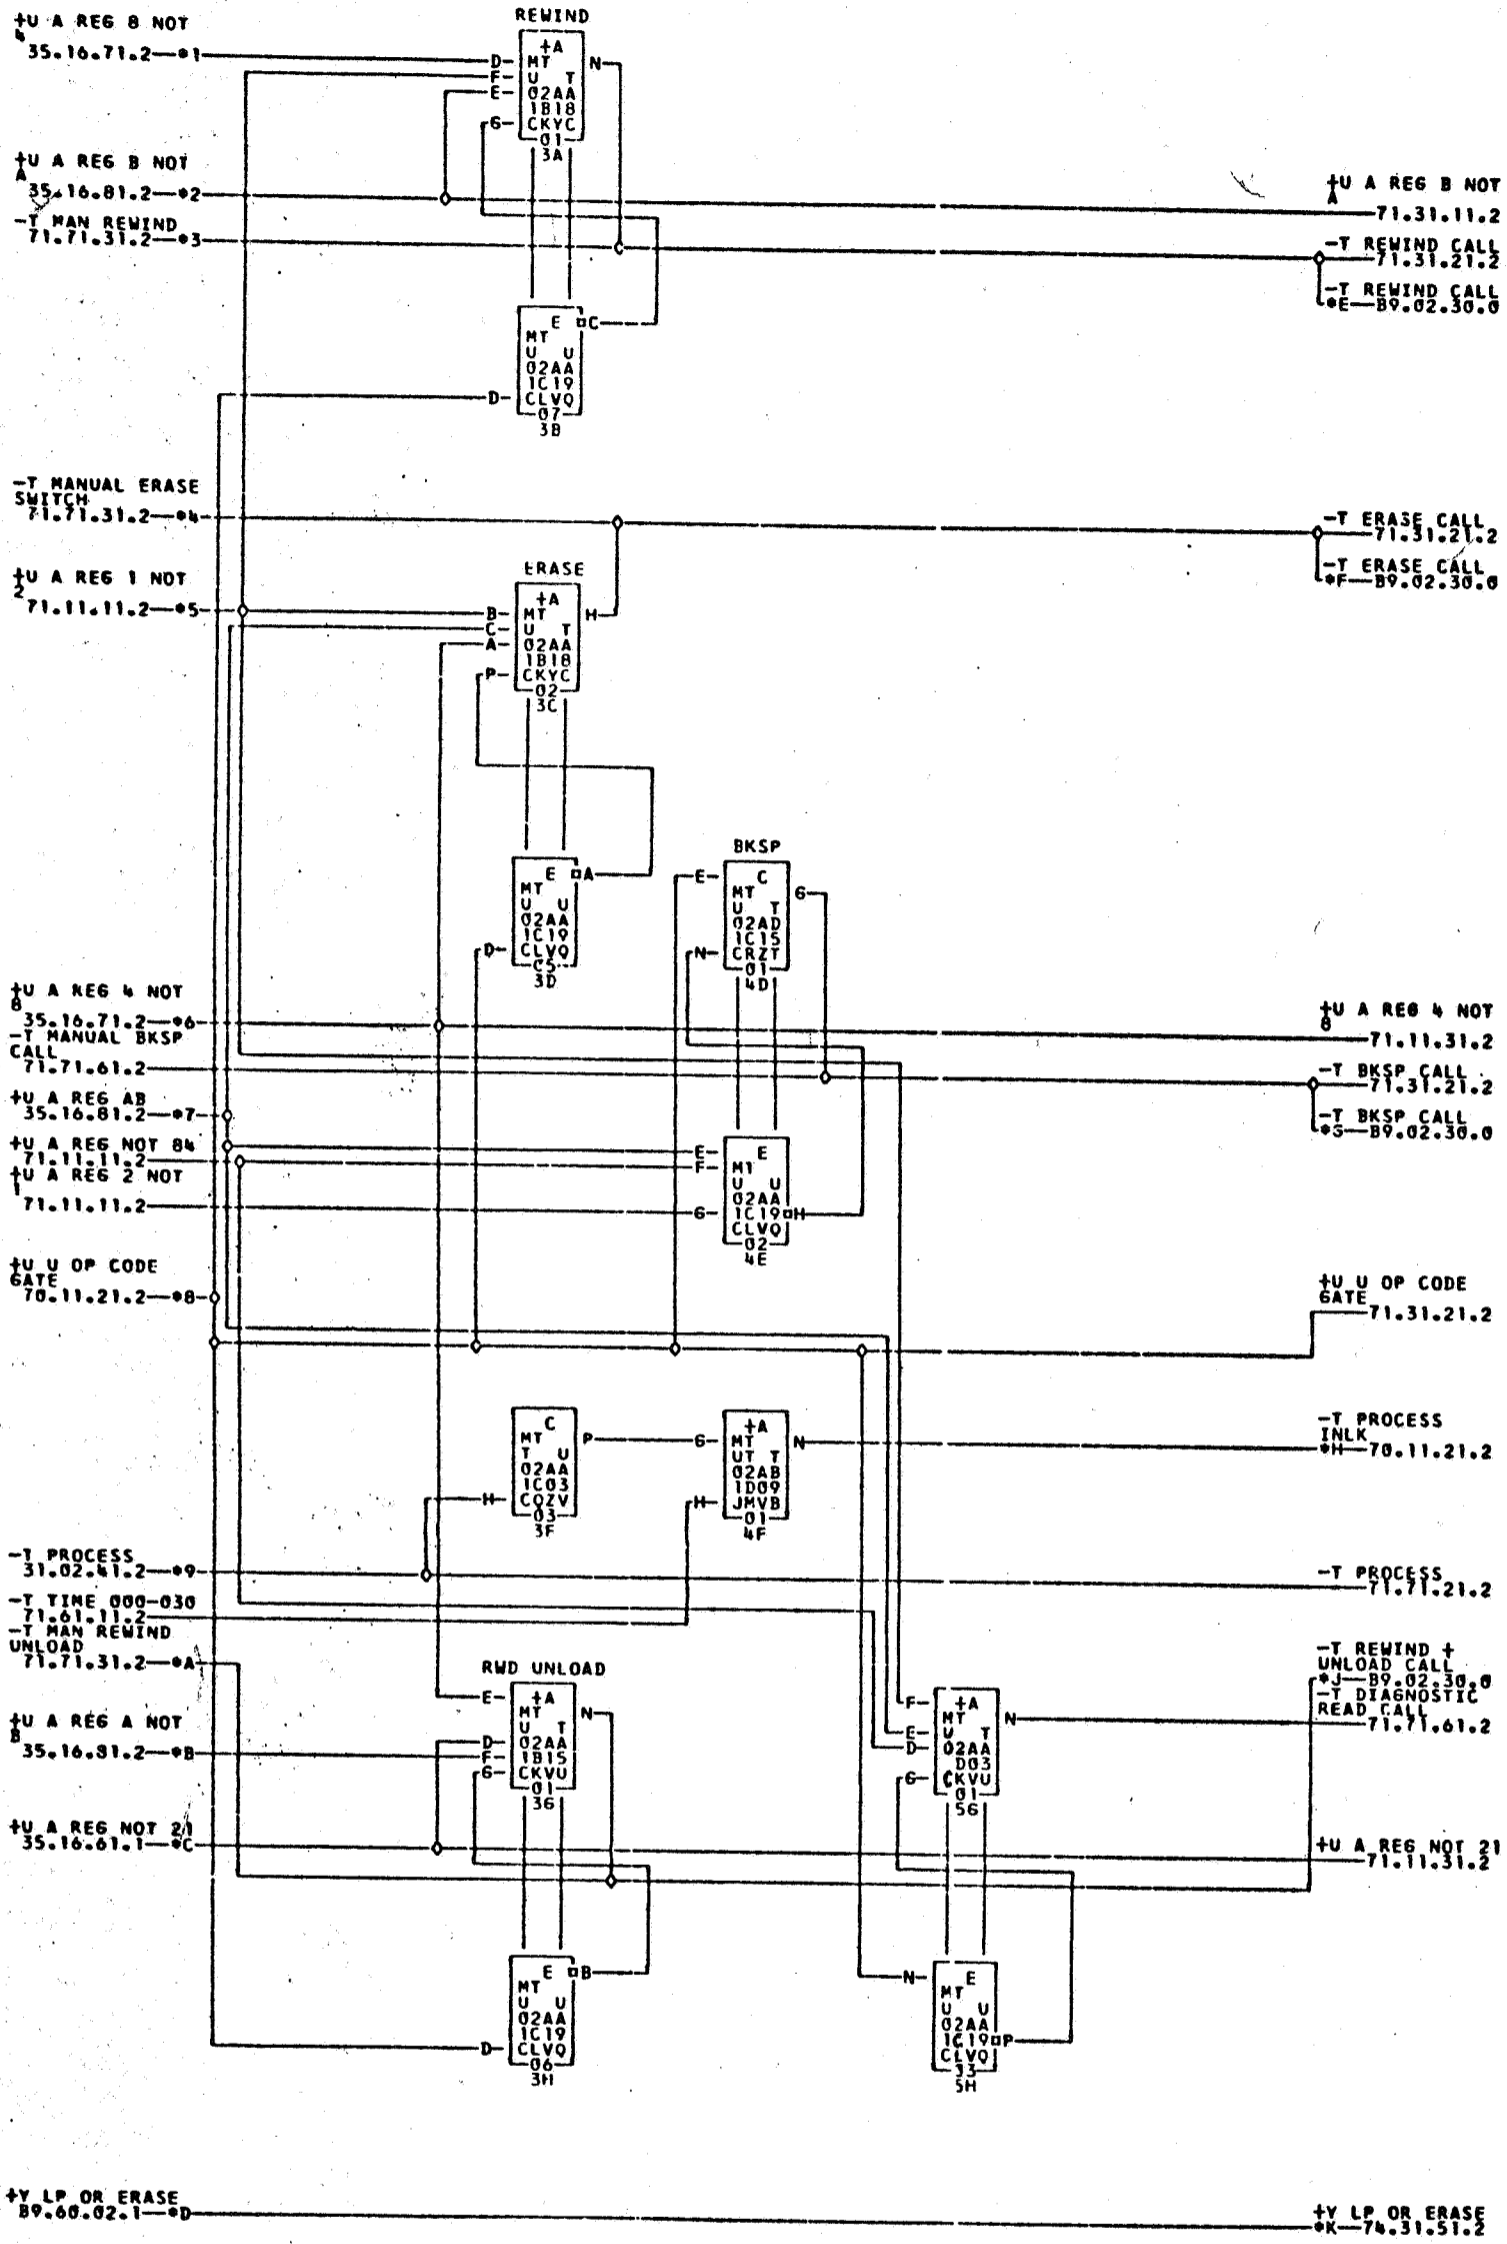 +U A REG 8 NOT
4
35.16.71.2—*1
REWIND
+A
MT
U T
02AA
1B18
CKYC
01
3A
D
F
E
G
N
+U A REG B NOT
A
35.16.81.2—*2
-T MAN REWIND
71.71.31.2—*3
+U A REG B NOT
A
71.31.11.2
-T REWIND CALL
71.31.21.2
-T REWIND CALL
*E—B9.02.30.0
E
MT
U U
02AA
1C19
CLVQ
07
3B
C
D
-T MANUAL ERASE
SWITCH
71.71.31.2—*4
-T ERASE CALL
71.31.21.2
-T ERASE CALL
*F—B9.02.30.0
+U A REG 1 NOT
2
71.11.11.2—*5
ERASE
+A
MT
U T
02AA
1B18
CKYC
02
3C
B
C
A
P
H
E
MT
U U
02AA
1C19
CLVQ
3D
A
D
BKSP
C
MT
U T
02AD
1C15
CRZT
01
4D
E
N
G
+U A REG 4 NOT
8
35.16.71.2—*6
-T MANUAL BKSP
CALL
71.71.61.2
+U A REG 4 NOT
8
71.11.31.2
-T BKSP CALL
71.31.21.2
-T BKSP CALL
*G—B9.02.30.0
+U A REG AB
35.16.81.2—*7
+U A REG NOT 84
71.11.11.2
+U A REG 2 NOT
1
71.11.11.2
E
MT
U U
02AA
1C19
CLVQ
02
4E
E
F
G
H
+U U OP CODE
GATE
70.11.21.2—*8
+U U OP CODE
GATE
71.31.21.2
C
MT
T U
02AA
1C03
CQZV
03
3F
P
H
+A
MT
UT T
02AB
1D09
JMVB
01
4F
G
H
N
-T PROCESS
INLK
*H—70.11.21.2
-T PROCESS
31.02.41.2—*9
-T TIME 000-030
71.61.11.2
-T MAN REWIND
UNLOAD
71.71.31.2—*A
-T PROCESS
71.71.21.2
-T REWIND +
UNLOAD CALL
*J—B9.02.30.0
-T DIAGNOSTIC
READ CALL
71.71.61.2
+U A REG A NOT
B
35.16.81.2—*B
RWD UNLOAD
+A
MT
U T
02AA
1B15
CKVU
01
3G
E
D
F
G
N
+A
MT
U T
02AA
D03
CKVU
01
5G
F
E
D
G
N
+U A REG NOT 21
35.16.61.1—*C
+U A REG NOT 21
71.11.31.2
E
MT
U U
02AA
1C19
CLVQ
06
3H
B
D
E
MT
U U
02AA
1C19
CLVQ
5H
N
P
+Y LP OR ERASE
B9.60.02.1—*D
+Y LP OR ERASE
*K—74.31.51.2